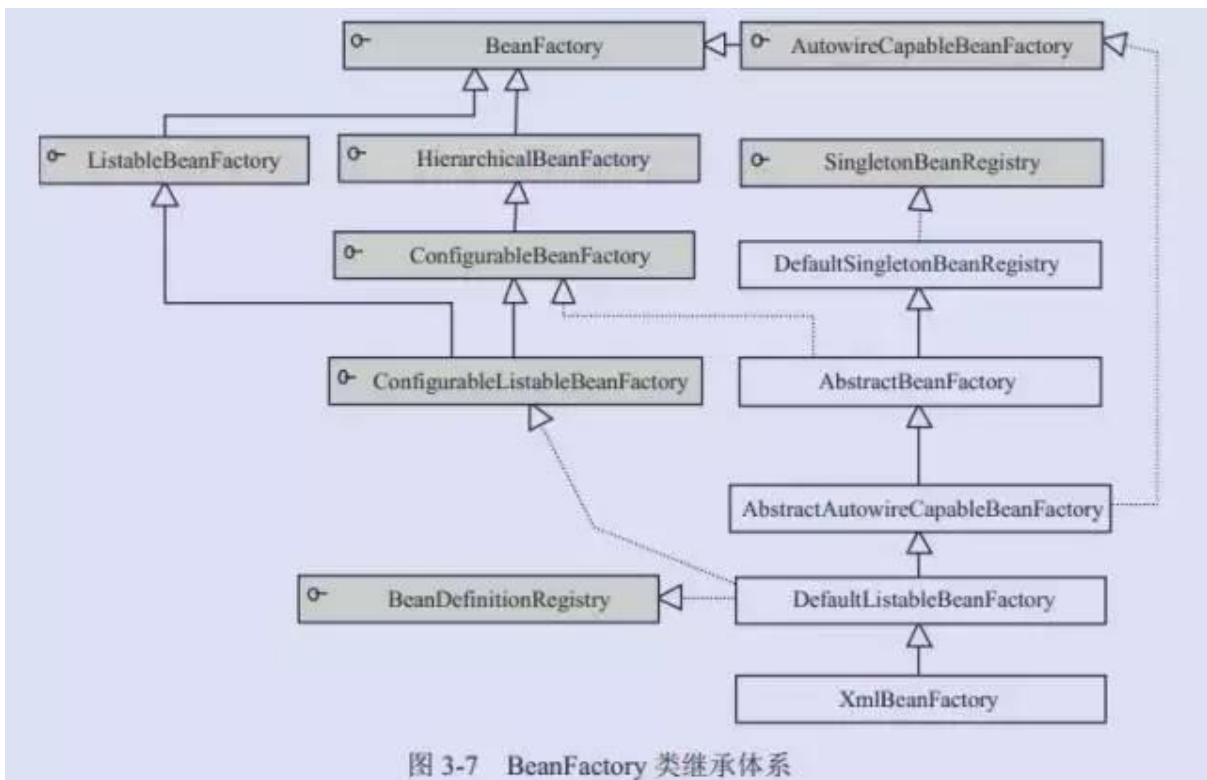 BeanFactory
AutowireCapableBeanFactory
ListableBeanFactory
HierarchicalBeanFactory
SingletonBeanRegistry
ConfigurableBeanFactory
DefaultSingletonBeanRegistry
ConfigurableListableBeanFactory
AbstractBeanFactory
AbstractAutowireCapableBeanFactory
BeanDefinitionRegistry
DefaultListableBeanFactory
XmlBeanFactory
图 3-7 BeanFactory 类继承体系